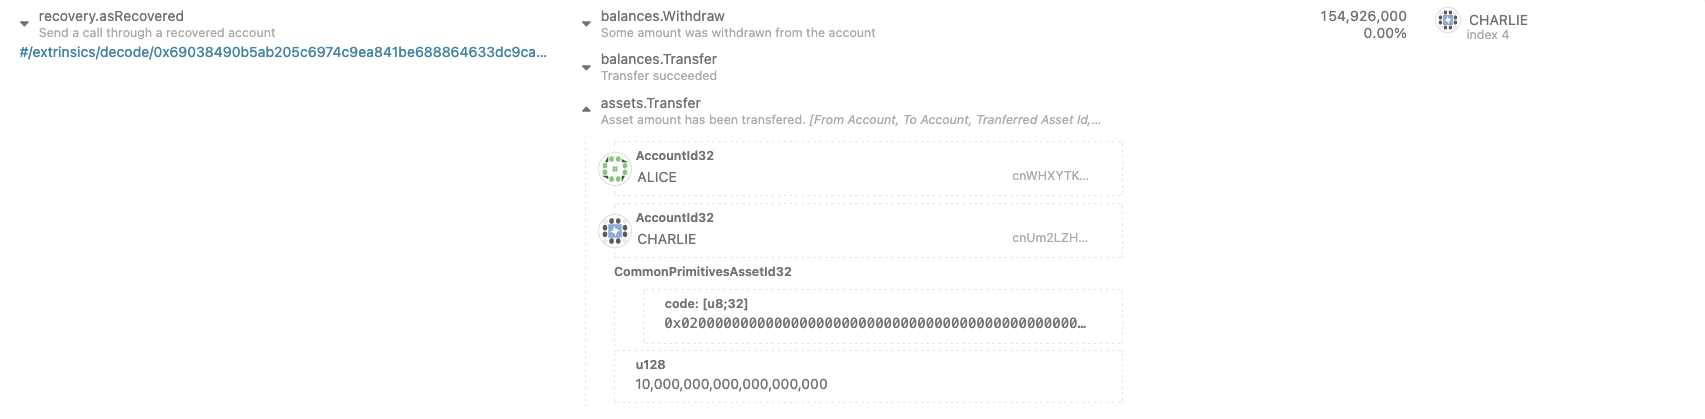 recovery.asRecovered
Send a call through a recovered account
#/extrinsics/decode/0x69038490b5ab205c6974c9ea841be688864633dc9ca...
balances.Withdraw
Some amount was withdrawn from the account
balances.Transfer
Transfer succeeded
assets.Transfer
Asset amount has been transfered. [From Account, To Account, Tranferred Asset Id,...
AccountId32
ALICE cnWHXYTK...
AccountId32
CHARLIE cnUm2LZH...
CommonPrimitivesAssetId32
code: [u8;32]
0x02000000000000000000000000000000000000000000000...
u128
10,000,000,000,000,000,000
154,926,000
0.00%
CHARLIE
index 4